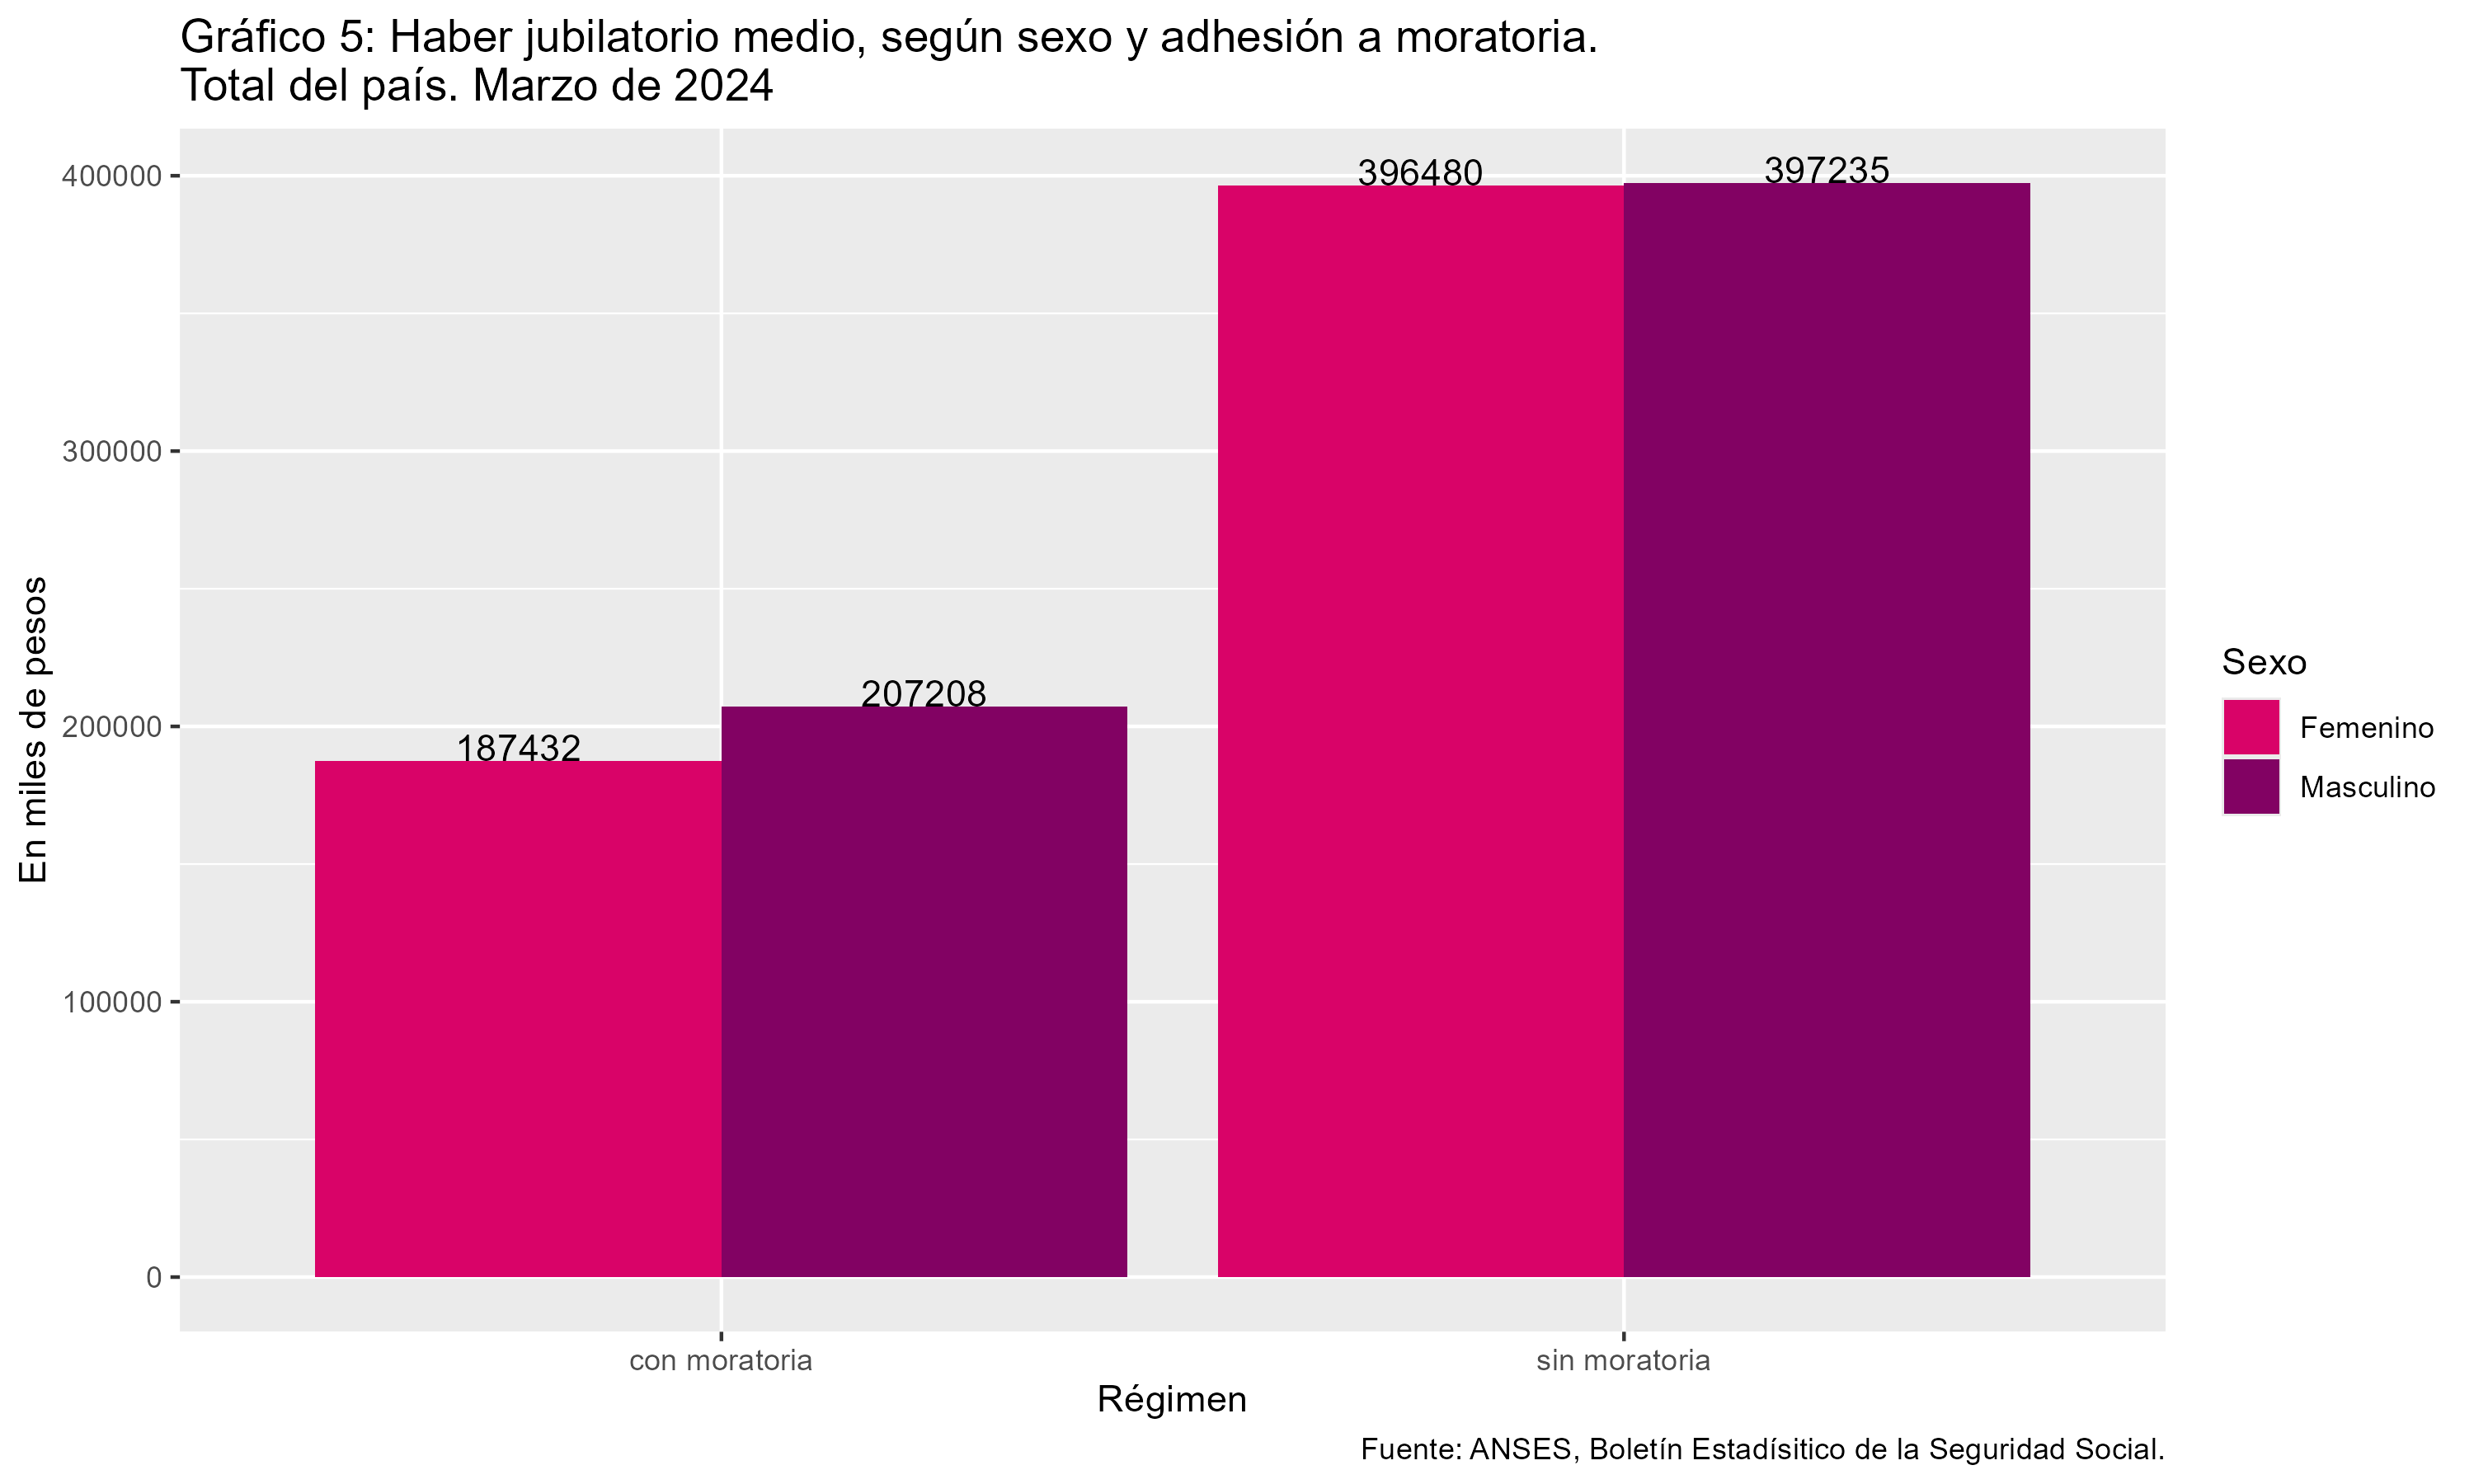 Gráfico 5: Haber jubilatorio medio, según sexo y adhesión a moratoria.
Total del país. Marzo de 2024
En miles de pesos
400000
300000
200000
100000
0
187432
207208
396480
397235
con moratoria
sin moratoria
Régimen
Sexo
Femenino
Masculino
Fuente: ANSES, Boletín Estadísitico de la Seguridad Social.